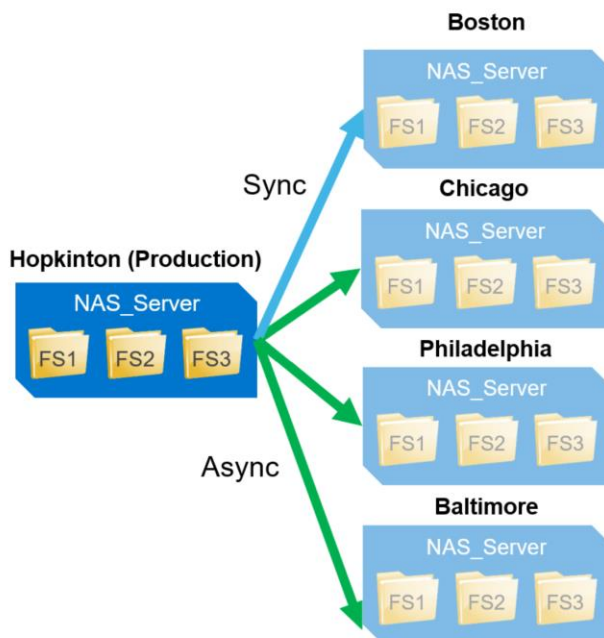 Boston
NAS_Server
FS1 FS2 FS3
Sync
Chicago
NAS_Server
FS1 FS2 FS3
Hopkinton (Production)
NAS_Server
FS1 FS2 FS3
Philadelphia
NAS_Server
FS1 FS2 FS3
Async
Baltimore
NAS_Server
FS1 FS2 FS3